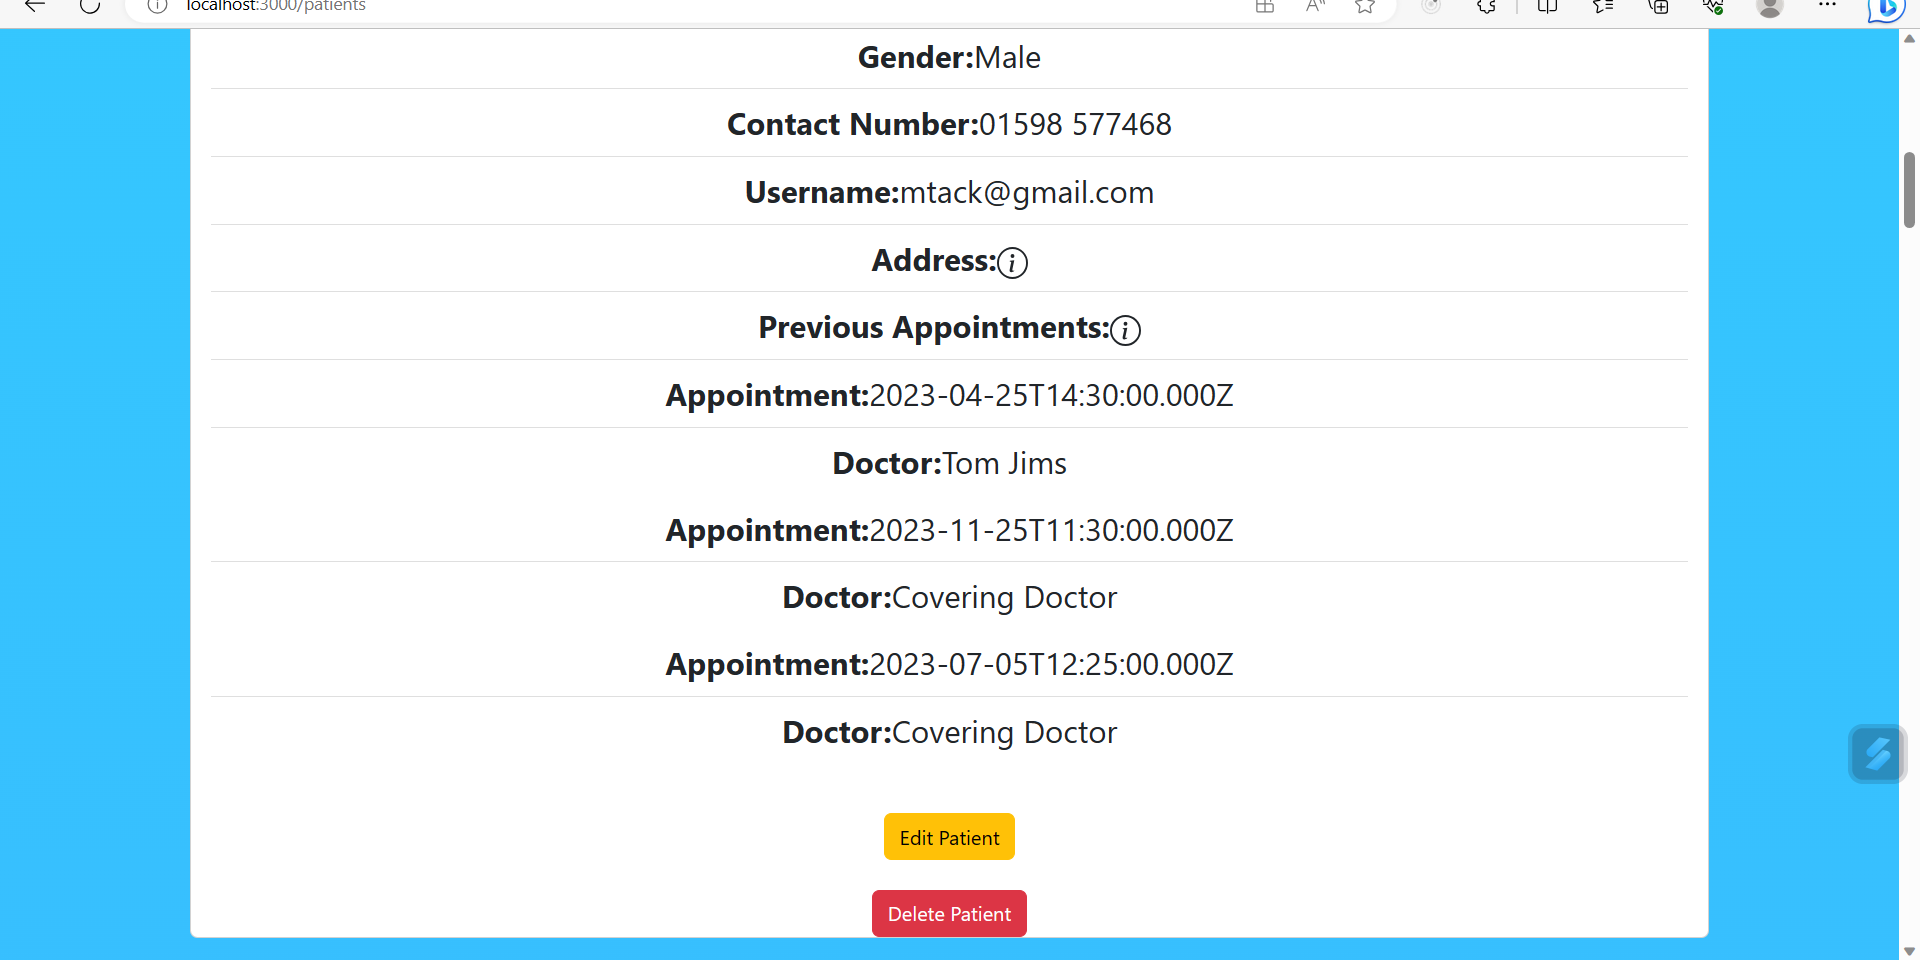 localhost:3000/patients
Gender:Male
Contact Number:01598 577468
Username:mtack@gmail.com
Address:
Previous Appointments:
Appointment:2023-04-25T14:30:00.000Z
Doctor:Tom Jims
Appointment:2023-11-25T11:30:00.000Z
Doctor:Covering Doctor
Appointment:2023-07-05T12:25:00.000Z
Doctor:Covering Doctor
Edit Patient
Delete Patient